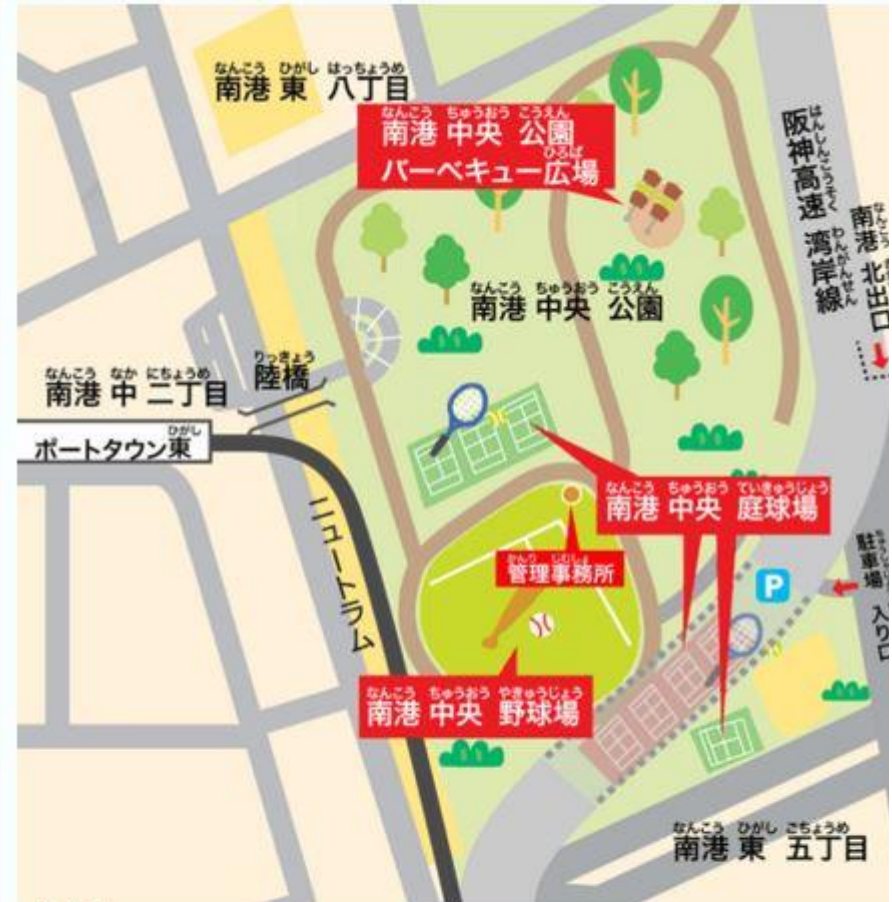 なんこう ひがし はっちょうめ
南港 東 八丁目
なんこう ちゅうおう こうえん
南港 中央 公園
ひろば
バーベキュー広場
はんしんこうそく わんがんせん
阪神高速 湾岸線
なんこう
南港 北出口
なんこう ちゅうおう こうえん
南港 中央 公園
なんこう なか にちょうめ
南港 中 二丁目
りっきょう
陸橋
ひがし
ポートタウン東
ニュートラム
なんこう ちゅうおう ていきゅうじょう
南港 中央 庭球場
かんり じむしょ
管理事務所
P
駐車場 入り口
なんこう ちゅうおう やきゅうじょう
南港 中央 野球場
なんこう ひがし ごちょうめ
南港 東 五丁目